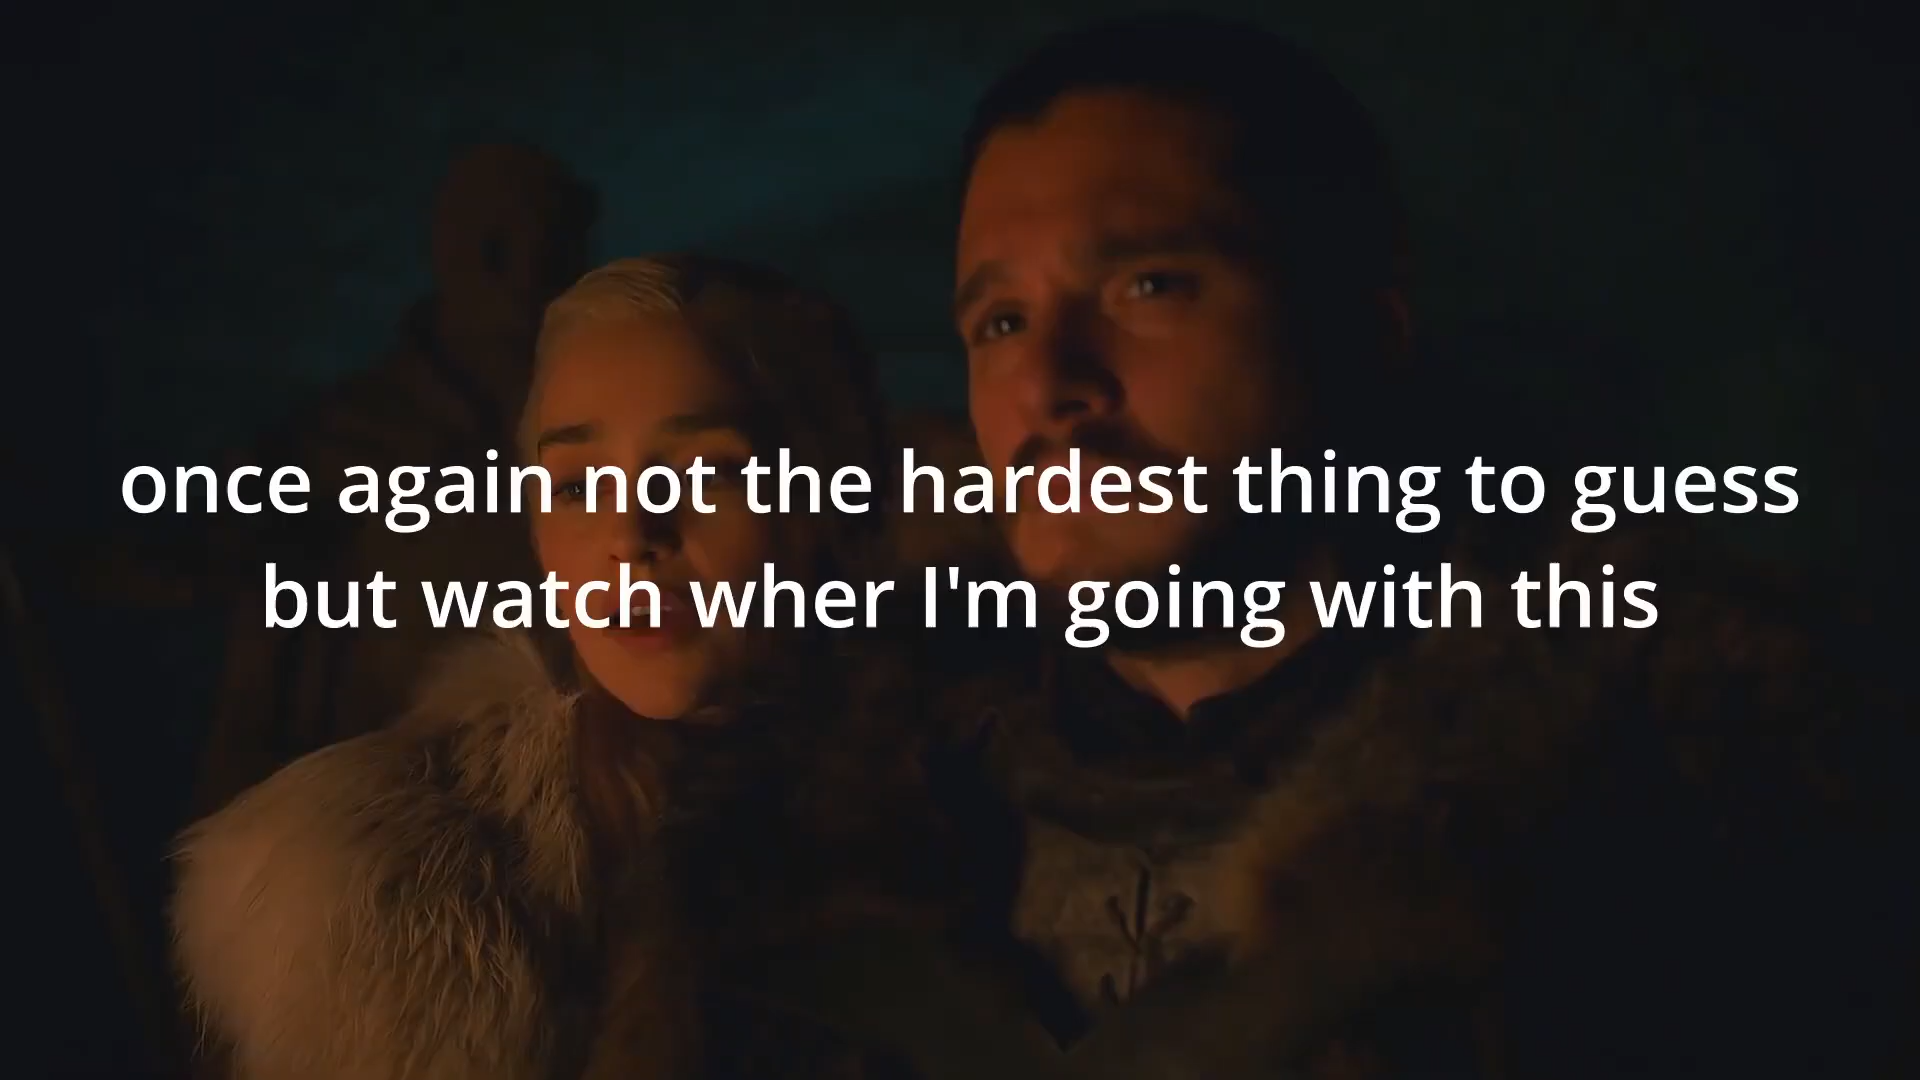 once again not the hardest thing to guess
but watch wher I'm going with this